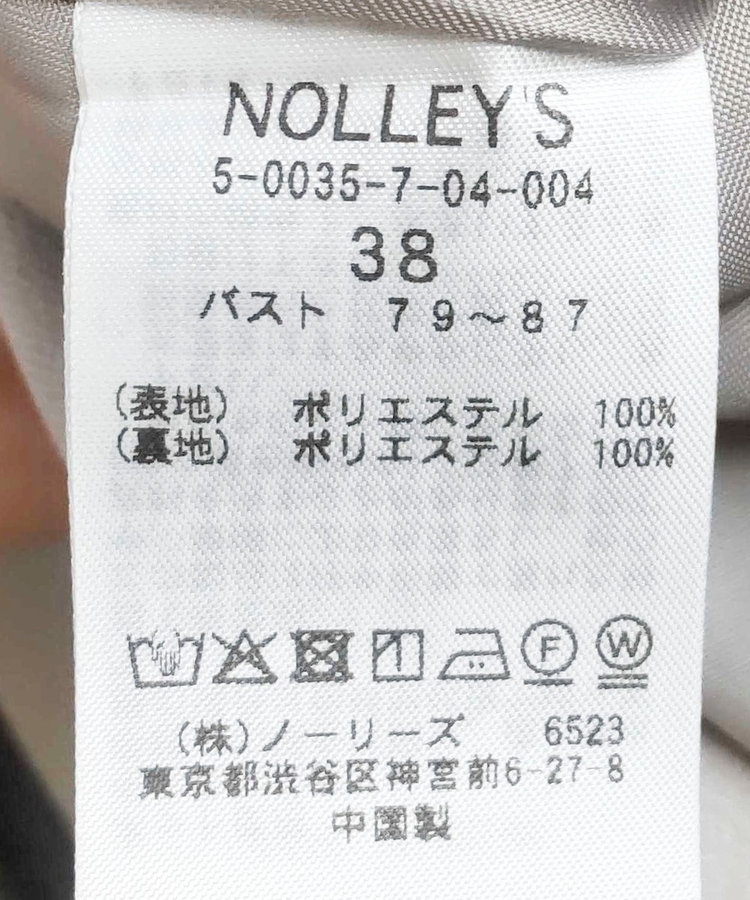 NOLLEY'S
5-0035-7-04-004
38
バスト 79～87
(表地) ポリエステル 100%
(裏地) ポリエステル 100%
F W
(株)ノーリーズ 6523
東京都渋谷区神宮前6-27-8
中国製